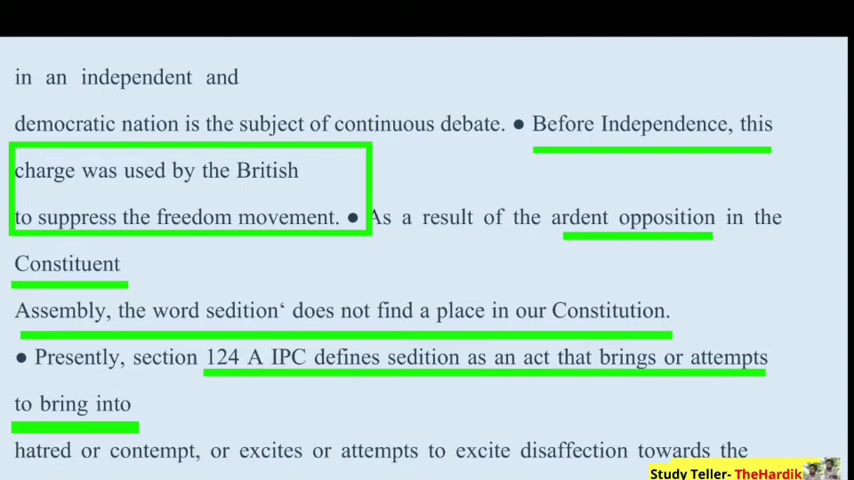 in an independent and
democratic nation is the subject of continuous debate. ● Before Independence, this
charge was used by the British
to suppress the freedom movement. ● As a result of the ardent opposition in the
Constituent
Assembly, the word sedition‘ does not find a place in our Constitution.
● Presently, section 124 A IPC defines sedition as an act that brings or attempts
to bring into
hatred or contempt, or excites or attempts to excite disaffection towards the
Study Teller- TheHardik